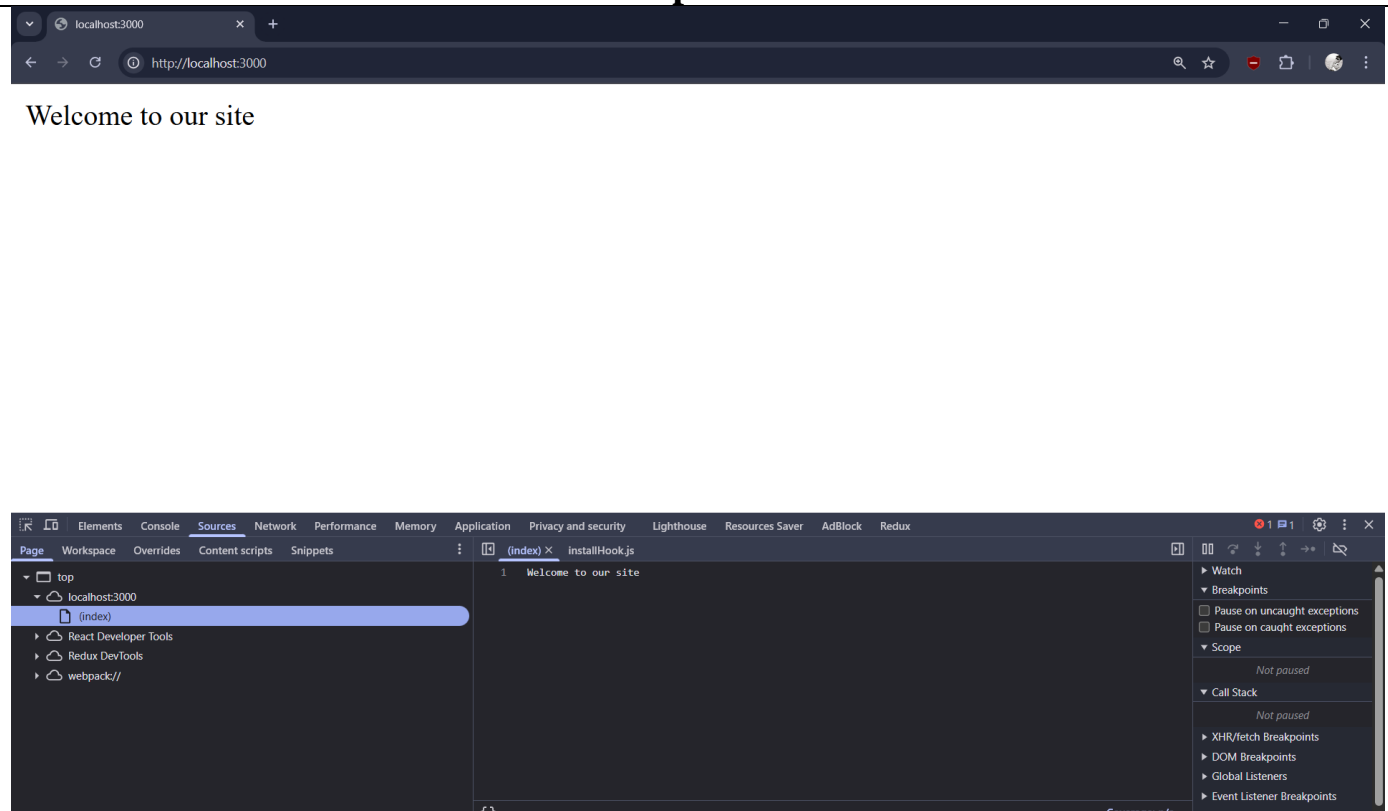 localhost:3000
http://localhost:3000
Welcome to our site
Elements Console Sources Network Performance Memory Application Privacy and security Lighthouse Resources Saver AdBlock Redux 1 1
Page Workspace Overrides Content scripts Snippets
(index) installHook.js
top
localhost:3000
(index)
React Developer Tools
Redux DevTools
webpack://
1 Welcome to our site
Watch
Breakpoints
Pause on uncaught exceptions
Pause on caught exceptions
Scope
Not paused
Call Stack
Not paused
XHR/fetch Breakpoints
DOM Breakpoints
Global Listeners
Event Listener Breakpoints